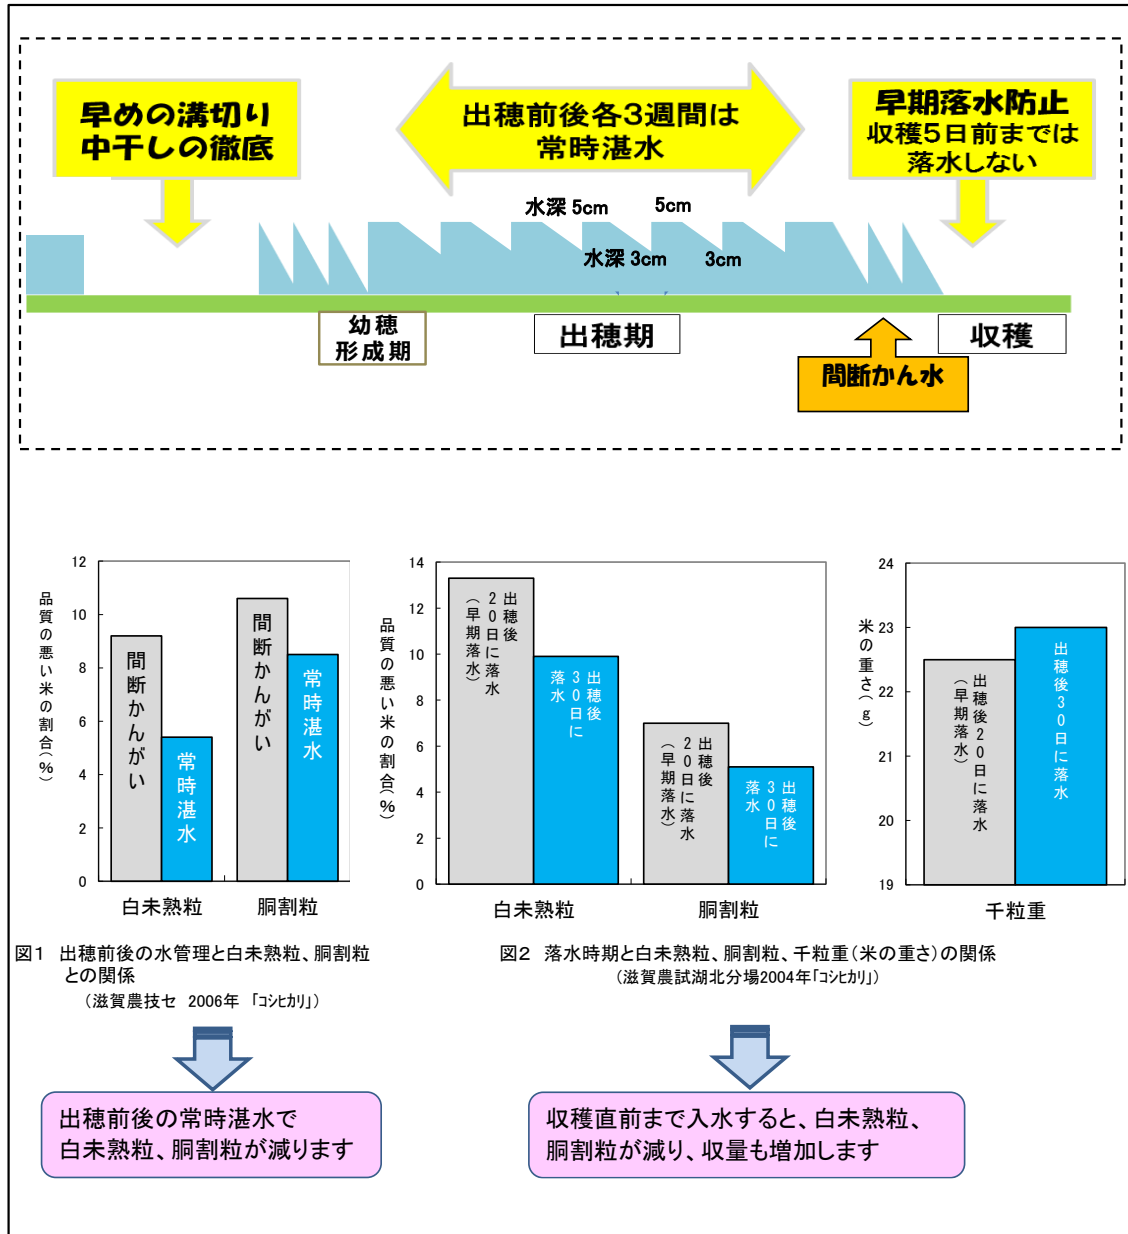 早めの溝切り
中干しの徹底
出穂前後各3週間は
常時湛水
早期落水防止
収穫5日前までは
落水しない
水深 5cm
5cm
水深 3cm
3cm
幼穂
形成期
出穂期
収穫
間断かん水
品質の悪い米の割合(%)
12
10
8
6
4
2
0
間断かんがい
常時湛水
間断かんがい
常時湛水
白未熟粒
胴割粒
図1 出穂前後の水管理と白未熟粒、胴割粒
との関係
(滋賀農技セ 2006年 「コシヒカリ」)
品質の悪い米の割合(%)
14
12
10
8
6
4
2
0
出穂後
20日に落水
(早期落水)
出穂後
30日に
落水
出穂後
20日に落水
(早期落水)
出穂後
30日に
落水
白未熟粒
胴割粒
米の重さ(g)
24
23
22
21
20
19
出穂後20日に落水
(早期落水)
出穂後30日に落水
千粒重
図2 落水時期と白未熟粒、胴割粒、千粒重(米の重さ)の関係
(滋賀農試湖北分場2004年「コシヒカリ」)
出穂前後の常時湛水で
白未熟粒、胴割粒が減ります
収穫直前まで入水すると、白未熟粒、
胴割粒が減り、収量も増加します